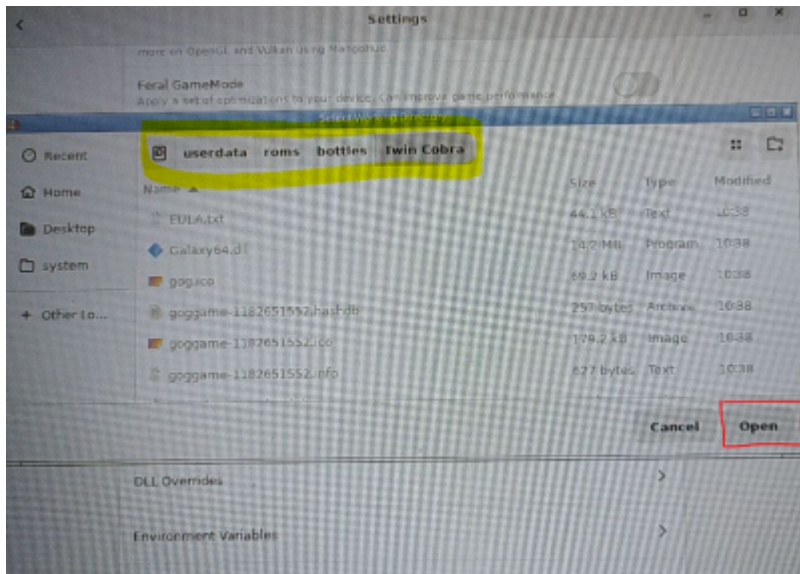 Settings
more on OpenGL and Vulkan using MangoHud.
Feral GameMode
Apply a set of optimizations to your device. Can improve game performance.
Select Working Directory
Recent
userdata roms bottles Twin Cobra
Name Size Type Modified
Home
EULA.txt 44.1 kB Text 10:38
Desktop
Galaxy64.dll 14.2 MB Program 10:38
system
gog.ico 69.2 kB Image 10:38
+ Other Lo...
goggame-1182651552.hashdb 257 bytes Archive 10:38
goggame-1182651552.ico 179.2 kB Image 10:38
goggame-1182651552.info 627 bytes Text 10:38
Cancel Open
DLL Overrides
Environment Variables